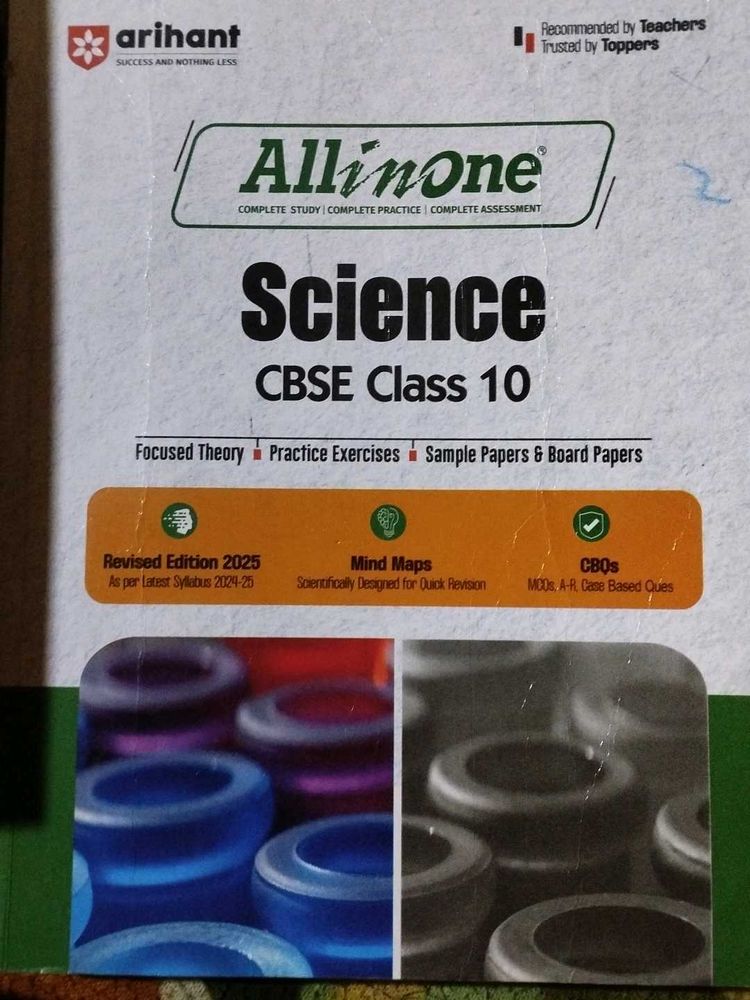 arihant
SUCCESS AND NOTHING LESS
Recommended by Teachers
Trusted by Toppers
All in One®
COMPLETE STUDY | COMPLETE PRACTICE | COMPLETE ASSESSMENT
2
Science
CBSE Class 10
Focused Theory Practice Exercises Sample Papers & Board Papers
Revised Edition 2025
As per Latest Syllabus 2024-25
Mind Maps
Scientifically Designed for Quick Revision
CBQs
MCQs, A-R, Case Based Ques